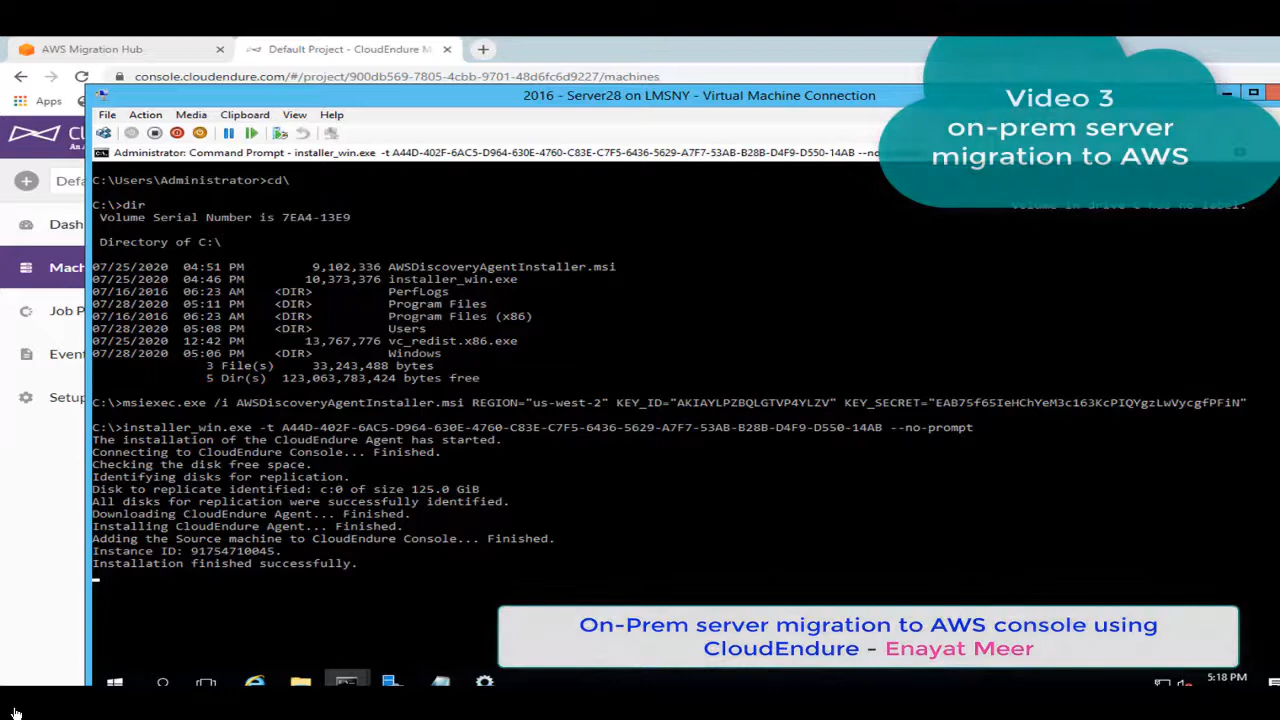 AWS Migration Hub
Default Project - CloudEndure M
console.cloudendure.com/#/project/900db569-7805-4cbb-9701-48d6fc6d9227/machines
Apps
2016 - Server28 on LMSNY - Virtual Machine Connection
Video 3
on-prem server
migration to AWS
File Action Media Clipboard View Help
Administrator: Command Prompt - installer_win.exe -t A44D-402F-6AC5-D964-630E-4760-C83E-C7F5-6436-5629-A7F7-53AB-B28B-D4F9-D550-14AB --no
Defa
Dash
Mach
Job P
Event
Setup
C:\Users\Administrator>cd\
C:\>dir
Volume in drive C has no label.
Volume Serial Number is 7EA4-13E9
Directory of C:\
07/25/2020 04:51 PM 9,102,336 AWSDiscoveryAgentInstaller.msi
07/25/2020 04:46 PM 10,373,376 installer_win.exe
07/16/2016 06:23 AM <DIR> PerfLogs
07/28/2020 05:11 PM <DIR> Program Files
07/16/2016 06:23 AM <DIR> Program Files (x86)
07/28/2020 05:08 PM <DIR> Users
07/25/2020 12:42 PM 13,767,776 vc_redist.x86.exe
07/28/2020 05:06 PM <DIR> Windows
3 File(s) 33,243,488 bytes
5 Dir(s) 123,063,783,424 bytes free
C:\>msiexec.exe /i AWSDiscoveryAgentInstaller.msi REGION="us-west-2" KEY_ID="AKIAYLPZBQLGTVP4YLZV" KEY_SECRET="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"
C:\>installer_win.exe -t A44D-402F-6AC5-D964-630E-4760-C83E-C7F5-6436-5629-A7F7-53AB-B28B-D4F9-D550-14AB --no-prompt
The installation of the CloudEndure Agent has started.
Connecting to CloudEndure Console... Finished.
Checking the disk free space.
Identifying disks for replication.
Disk to replicate identified: c:0 of size 125.0 GiB
All disks for replication were successfully identified.
Downloading CloudEndure Agent... Finished.
Installing CloudEndure Agent... Finished.
Adding the Source machine to CloudEndure Console... Finished.
Instance ID: 91754710045.
Installation finished successfully.
On-Prem server migration to AWS console using
CloudEndure - Enayat Meer
5:18 PM